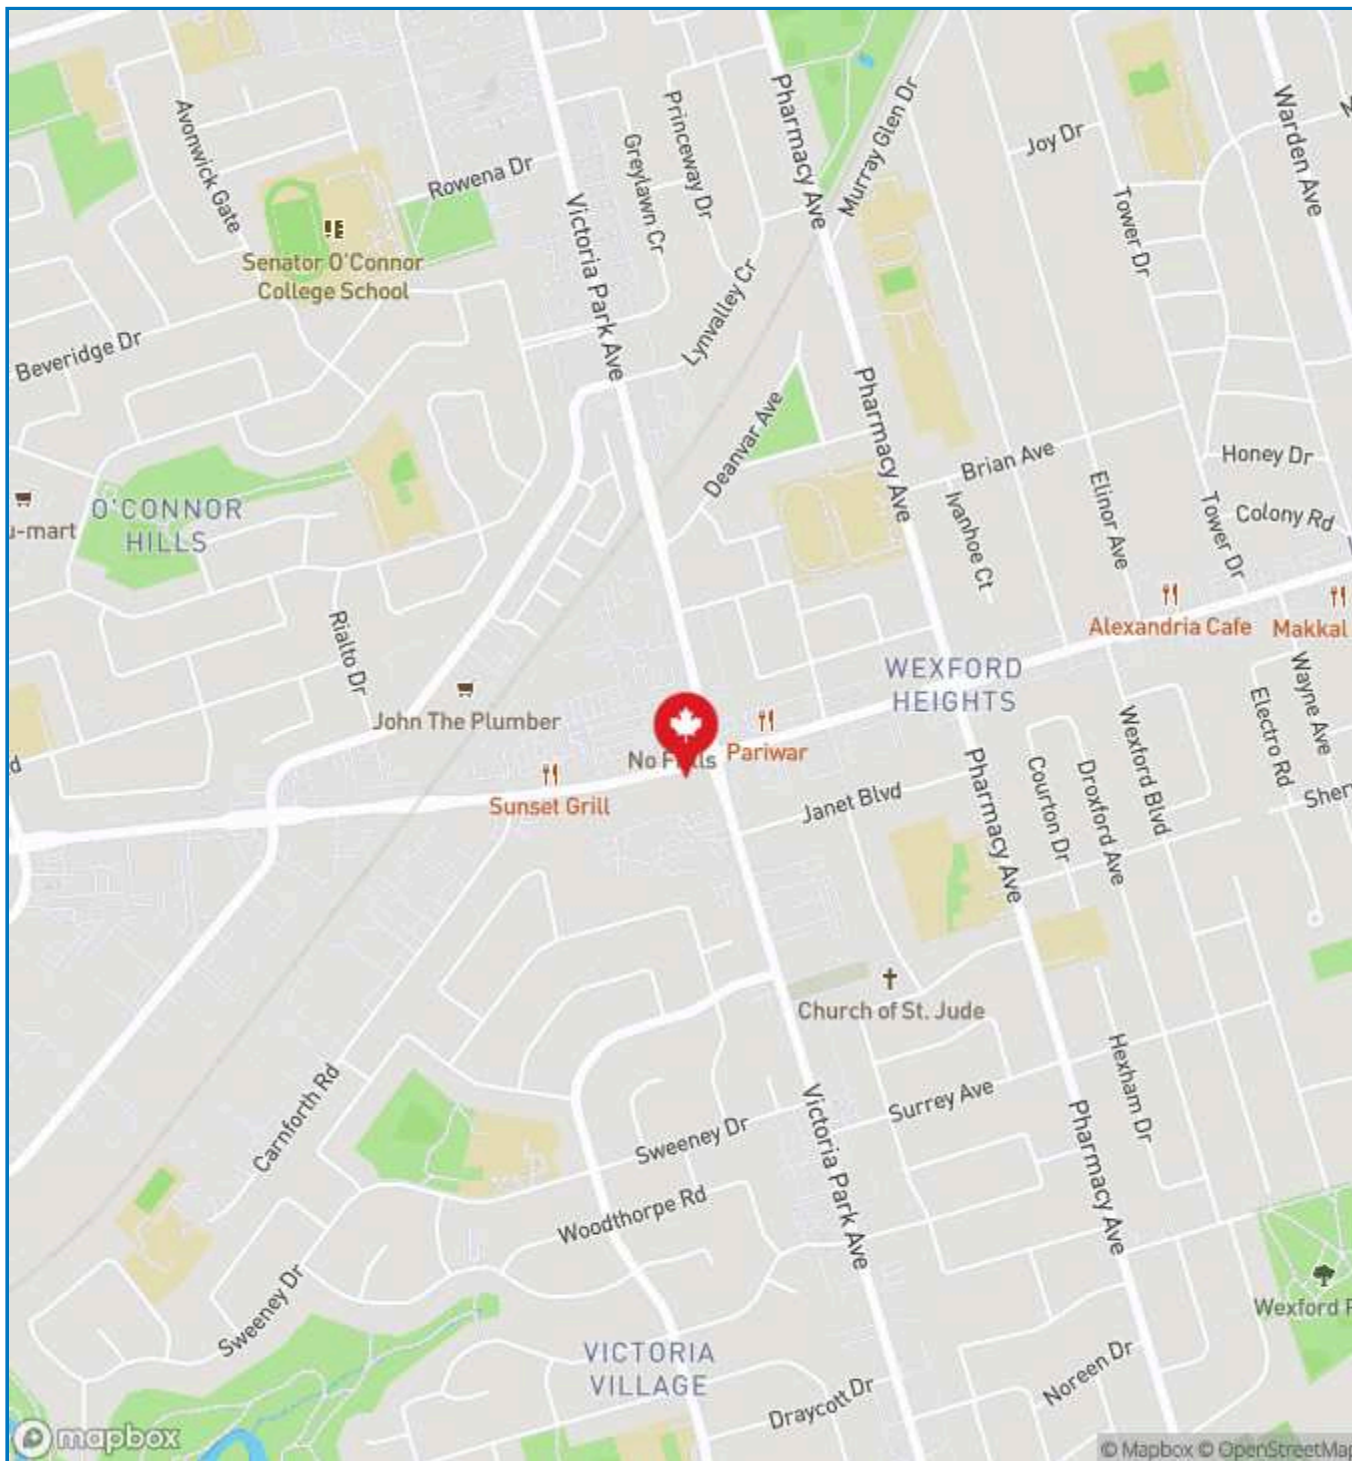 Avonwick Gate
Rowena Dr
Greylawn Cr
Princeway Dr
Pharmacy Ave
Murray Glen Dr
Joy Dr
Warden Ave
Senator O'Connor
College School
Victoria Park Ave
Tower Dr
Beveridge Dr
Lynvalley Cr
Deanvar Ave
Pharmacy Ave
Brian Ave
Honey Dr
Colony Rd
Ivanhoe Ct
Elinor Ave
Tower Dr
u-mart
O'CONNOR
HILLS
Rialto Dr
John The Plumber
Alexandria Cafe
Makkal
WEXFORD
HEIGHTS
Wayne Ave
Electro Rd
No F lls
Pariwar
Sunset Grill
Janet Blvd
Pharmacy Ave
Courton Dr
Droxford Ave
Wexford Blvd
Sher
d
Church of St. Jude
Carnforth Rd
Sweeney Dr
Surrey Ave
Hexham Dr
Victoria Park Ave
Pharmacy Ave
Woodthorpe Rd
Sweeney Dr
Wexford P
VICTORIA
VILLAGE
Noreen Dr
Draycott Dr
mapbox
© Mapbox © OpenStreetMap